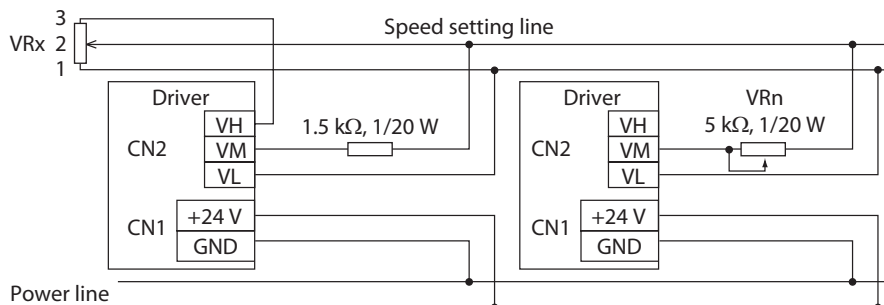 3
Speed setting line
VRx 2
1
Driver
VH
1.5 kΩ, 1/20 W
CN2
VM
VL
+24 V
CN1
GND
Driver
VRn
VH
5 kΩ, 1/20 W
CN2
VM
VL
+24 V
CN1
GND
Power line